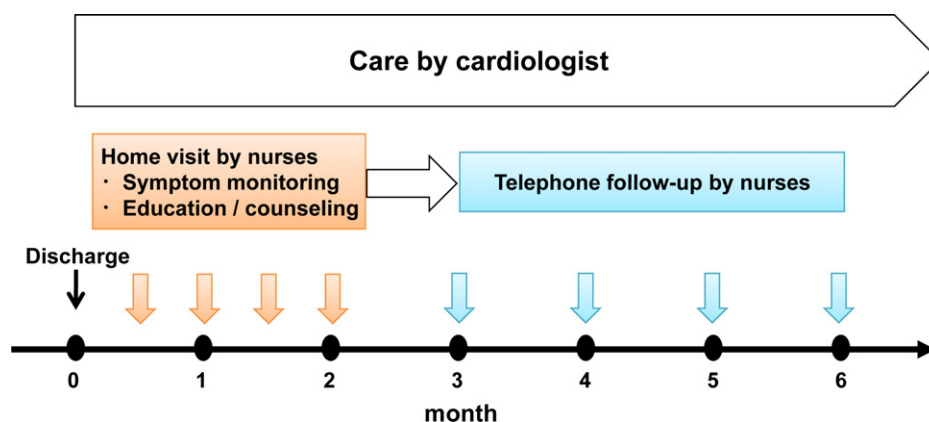 Care by cardiologist
Home visit by nurses
・ Symptom monitoring
・ Education / counseling
Telephone follow-up by nurses
Discharge
0 1 2 3 4 5 6
month